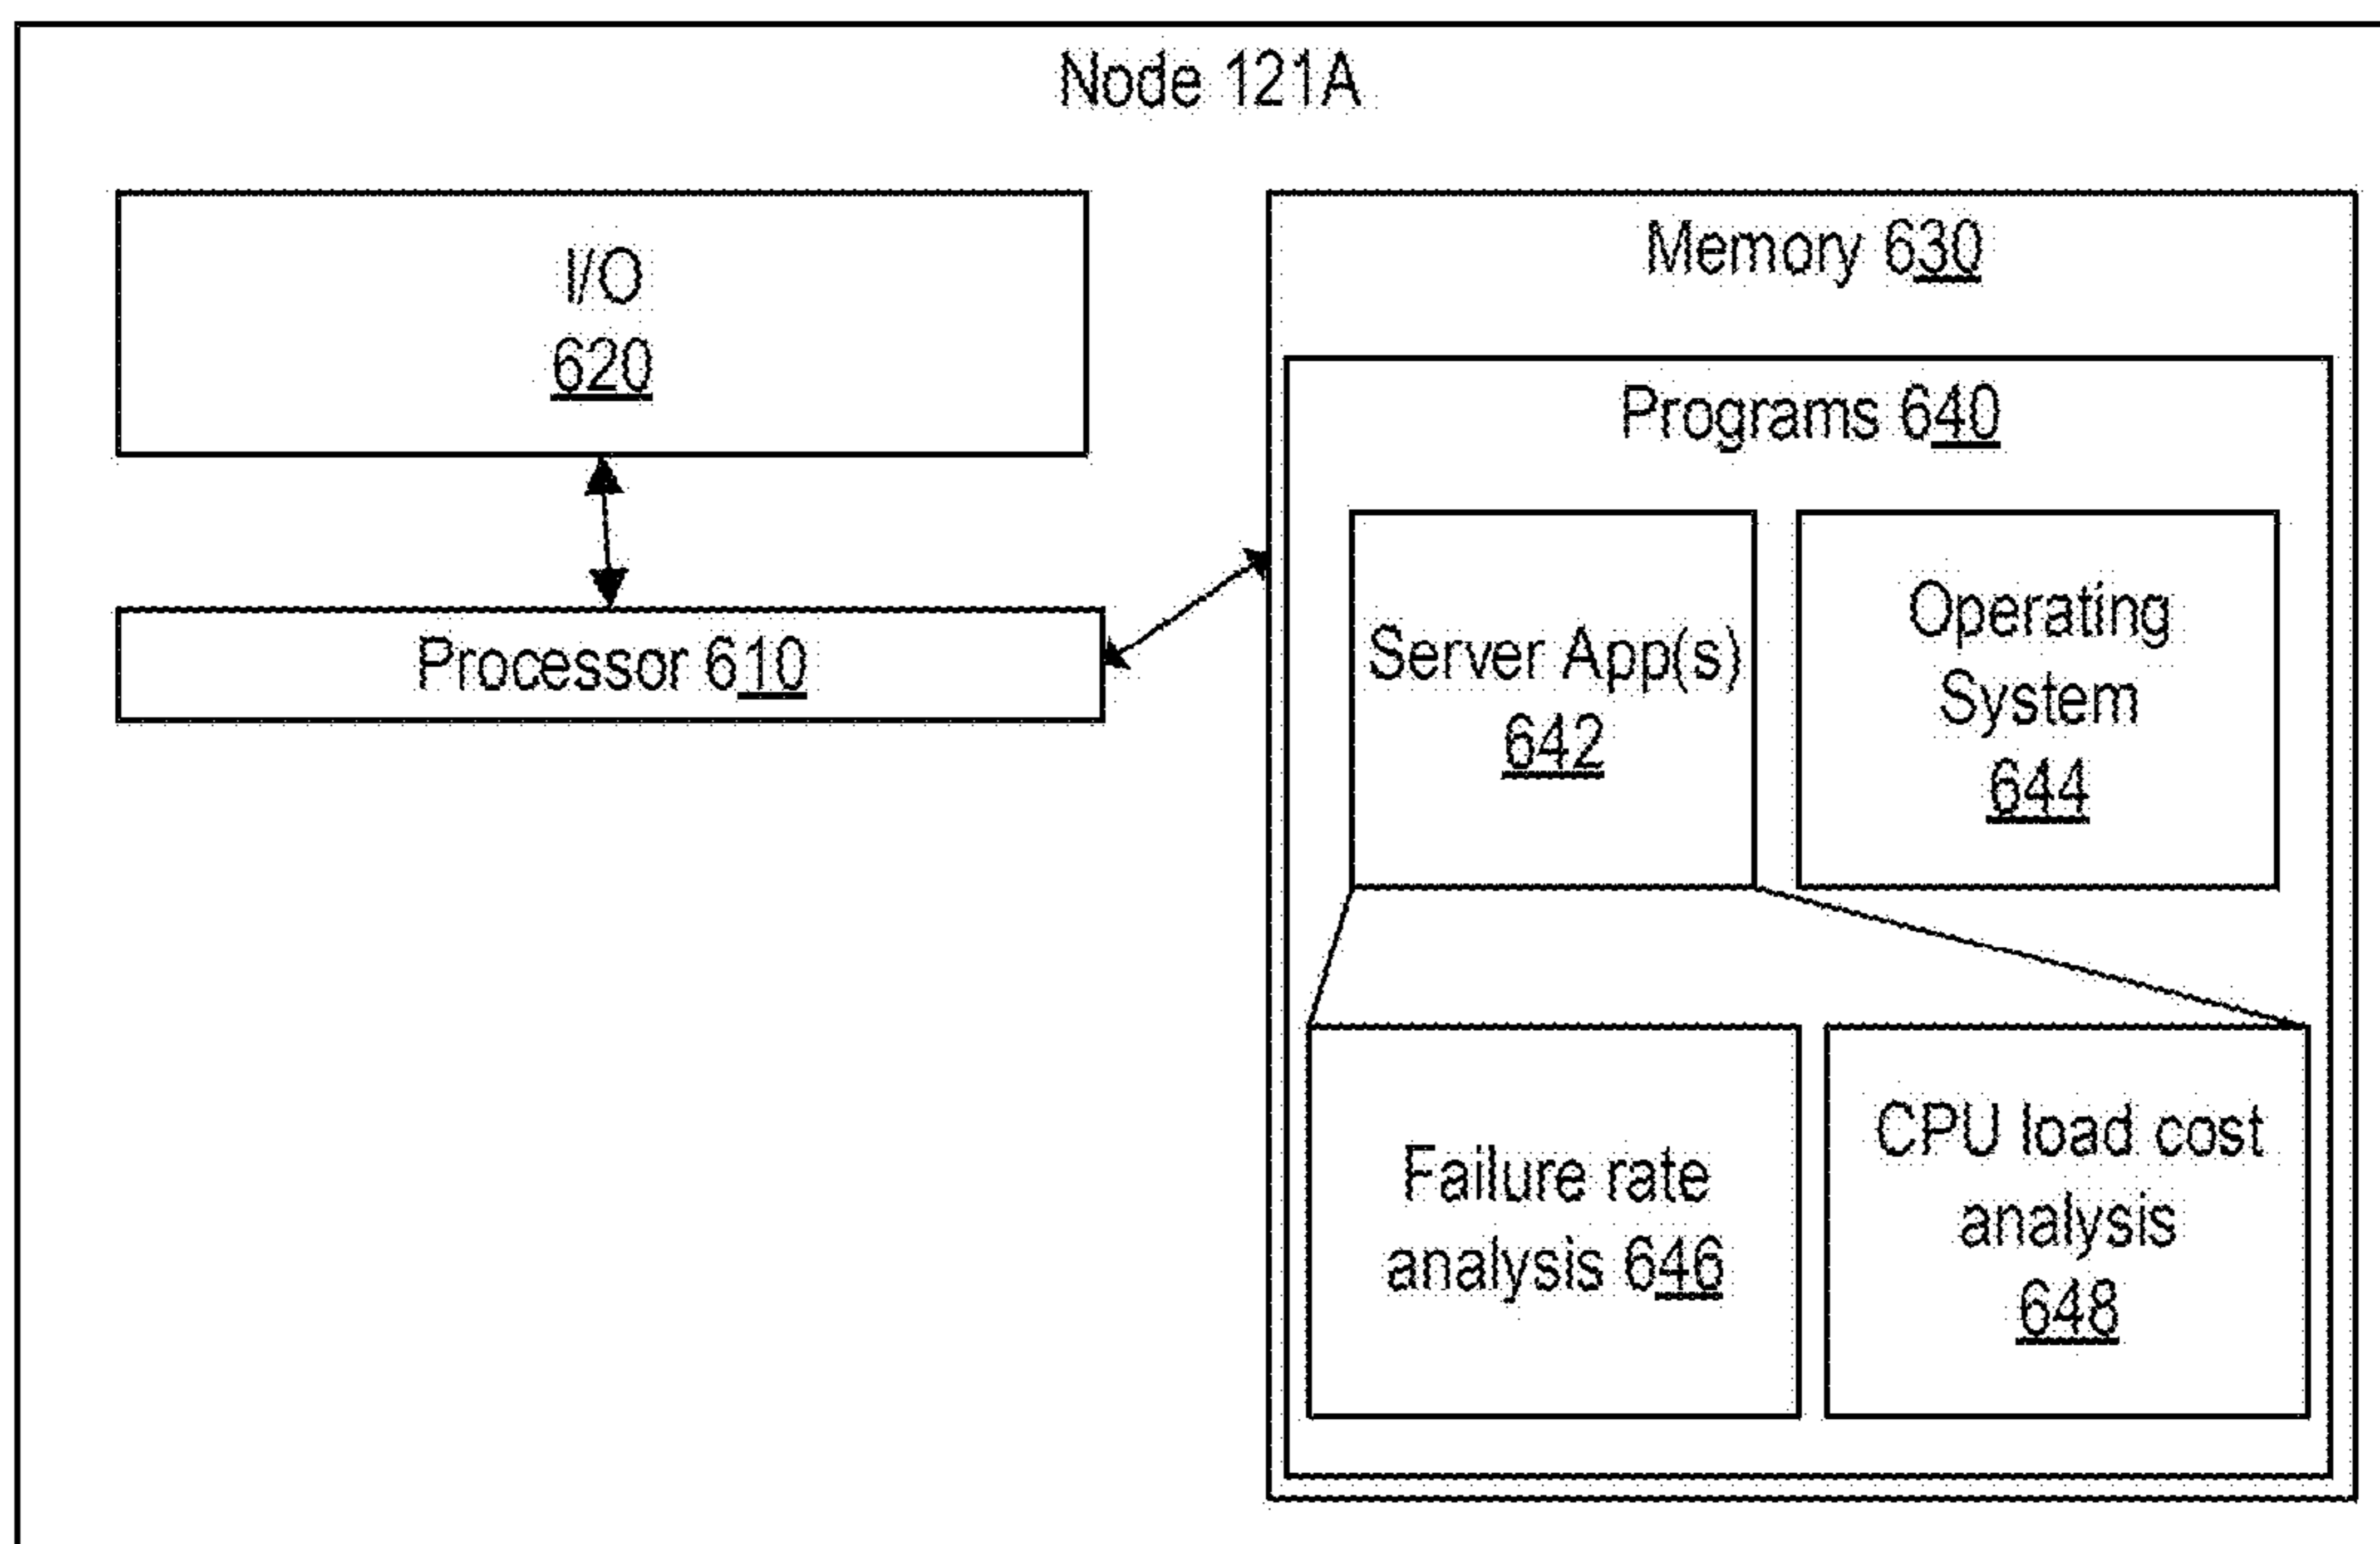 Node 121A
I/O
620
Processor 610
Memory 630
Programs 640
Server App(s)
642
Operating
System
644
Failure rate
analysis 646
CPU load cost
analysis
648